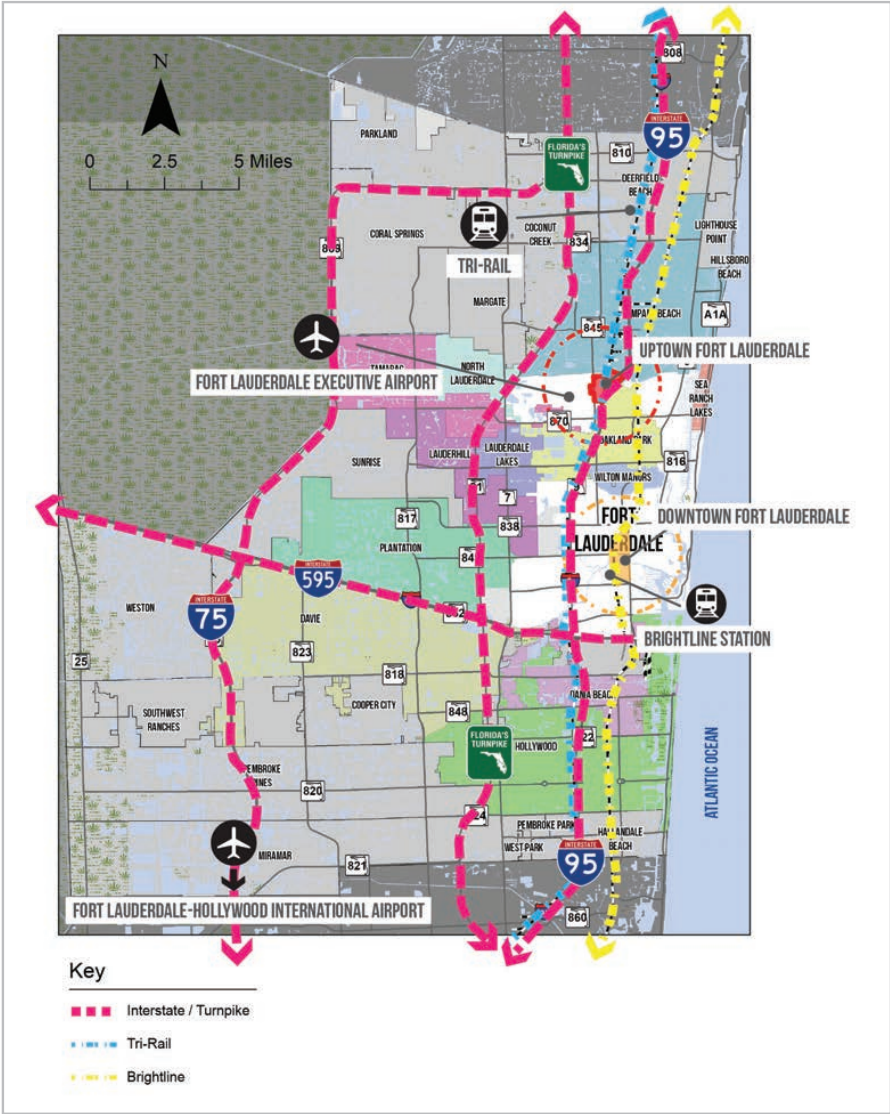 N
0 2.5 5 Miles
808
INTERSTATE
95
PARKLAND
FLORIDA'S
TURNPIKE
810
DEERFIELD
BEACH
CORAL SPRINGS
COCONUT
CREEK
834
LIGHTHOUSE
POINT
HILLSBORO
BEACH
TRI-RAIL
MARGATE
A1A
845
UPTOWN FORT LAUDERDALE
FORT LAUDERDALE EXECUTIVE AIRPORT
NORTH
LAUDERDALE
SEA
RANCH
LAKES
870
OAKLAND PARK
SUNRISE
LAUDERHILL
LAUDERDALE
LAKES
816
WILTON MANORS
7
817
838
FORT
LAUDERDALE
DOWNTOWN FORT LAUDERDALE
PLANTATION
84
INTERSTATE
595
WESTON
INTERSTATE
75
DAVIE
BRIGHTLINE STATION
823
25
818
COOPER CITY
848
DANIA BEACH
SOUTHWEST
RANCHES
FLORIDA'S
TURNPIKE
HOLLYWOOD
ATLANTIC OCEAN
PEMBROKE
820
PEMBROKE PARK
HALLANDALE
BEACH
WEST PARK
INTERSTATE
95
MIRAMAR
821
FORT LAUDERDALE-HOLLYWOOD INTERNATIONAL AIRPORT
860
Key
Interstate / Turnpike
Tri-Rail
Brightline